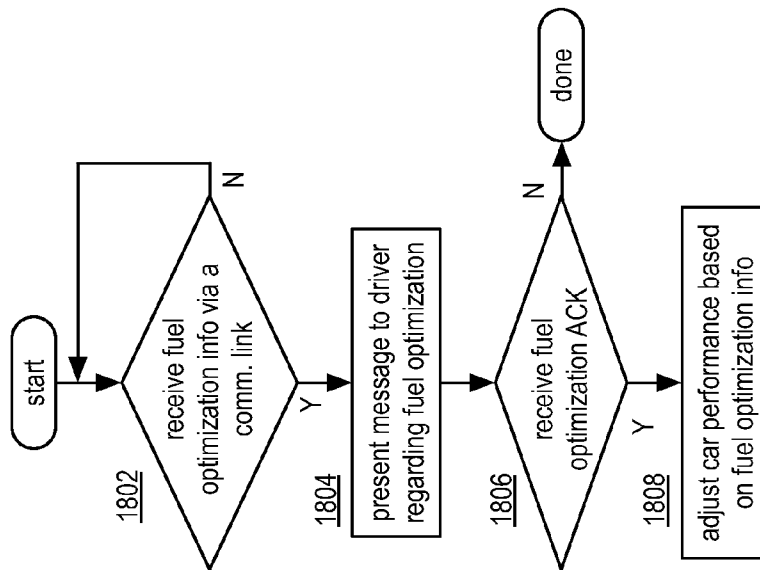 start
1802
receive fuel
optimization info via a
comm. link
N
Y
1804
present message to driver
regarding fuel optimization
1806
receive fuel
optimization ACK
N
done
Y
1808
adjust car performance based
on fuel optimization info